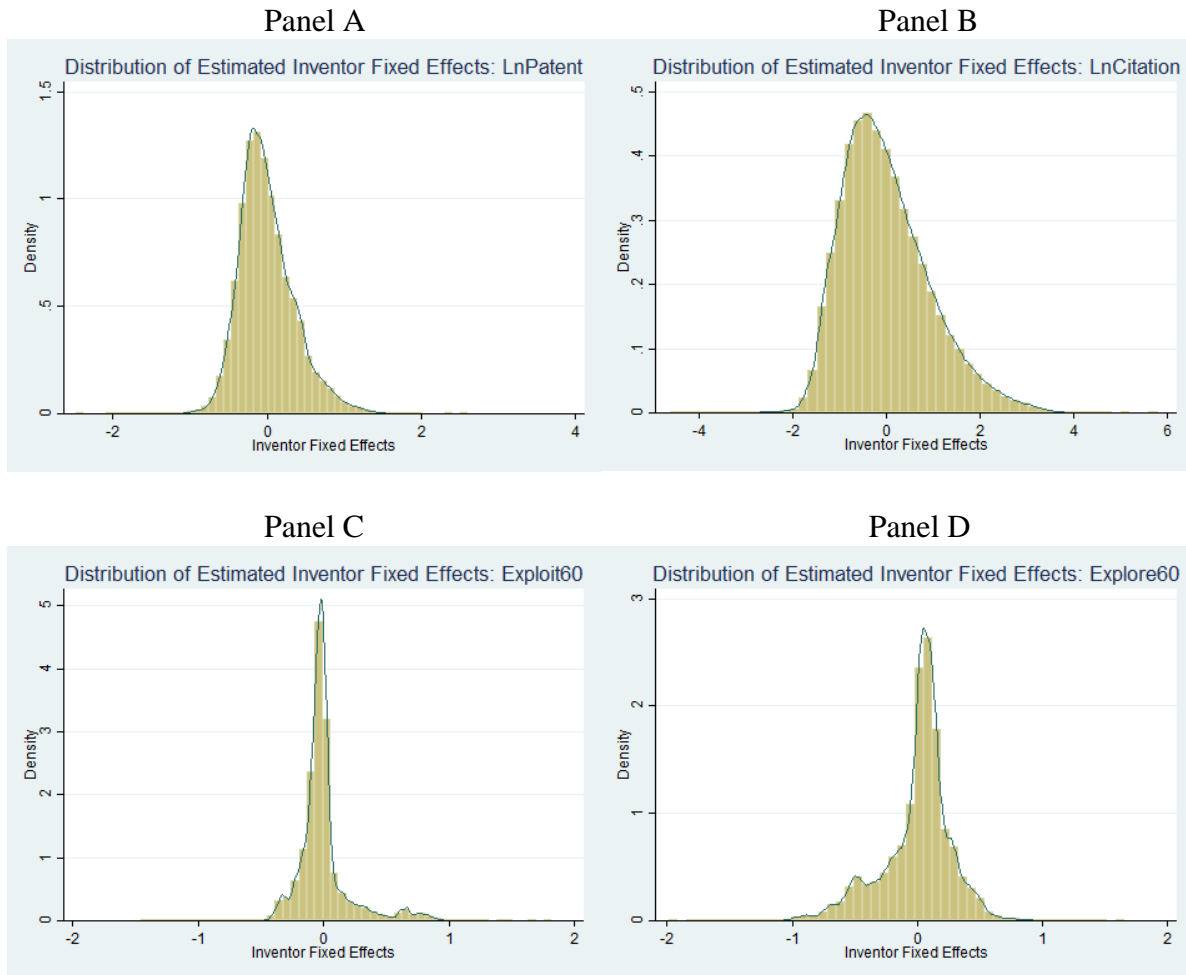 Panel A
Distribution of Estimated Inventor Fixed Effects: LnPatent
1.5
1
.5
0
Density
-2
0
2
4
Inventor Fixed Effects
Panel B
Distribution of Estimated Inventor Fixed Effects: LnCitation
.5
.4
.3
.2
.1
0
Density
-4
-2
0
2
4
6
Inventor Fixed Effects
Panel C
Distribution of Estimated Inventor Fixed Effects: Exploit60
5
4
3
2
1
0
Density
-2
-1
0
1
2
Inventor Fixed Effects
Panel D
Distribution of Estimated Inventor Fixed Effects: Explore60
3
2
1
0
Density
-2
-1
0
1
2
Inventor Fixed Effects